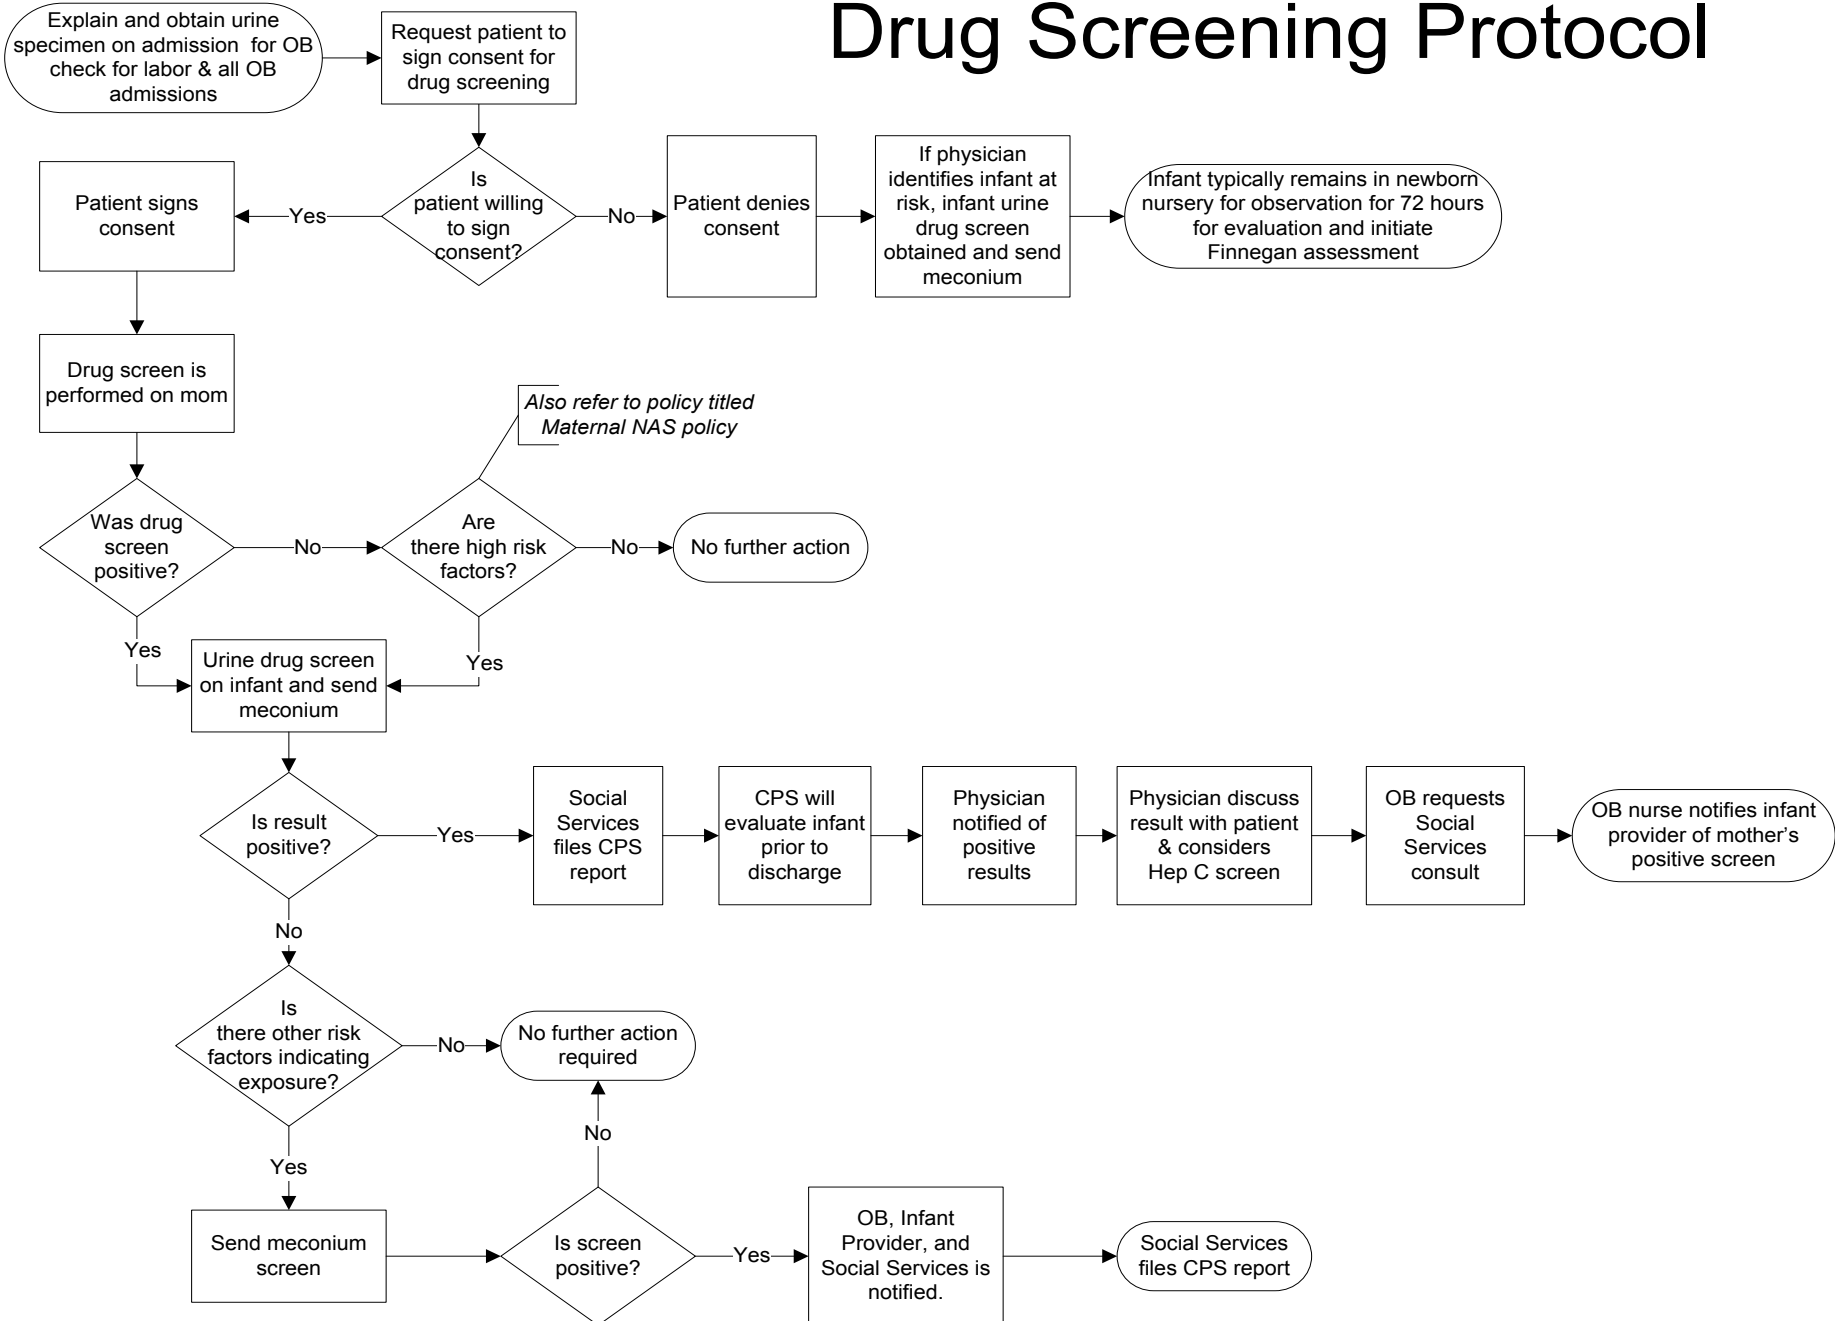 Drug Screening Protocol
Explain and obtain urine
specimen on admission for OB
check for labor & all OB
admissions
Request patient to
sign consent for
drug screening
Is
patient willing
to sign
consent?
Yes
No
Patient signs
consent
Patient denies
consent
If physician
identifies infant at
risk, infant urine
drug screen
obtained and send
meconium
Infant typically remains in newborn
nursery for observation for 72 hours
for evaluation and initiate
Finnegan assessment
Drug screen is
performed on mom
Also refer to policy titled
Maternal NAS policy
Was drug
screen
positive?
No
Are
there high risk
factors?
No
No further action
Yes
Yes
Urine drug screen
on infant and send
meconium
Is result
positive?
Yes
Social
Services
files CPS
report
CPS will
evaluate infant
prior to
discharge
Physician
notified of
positive
results
Physician discuss
result with patient
& considers
Hep C screen
OB requests
Social
Services
consult
OB nurse notifies infant
provider of mother's
positive screen
No
Is
there other risk
factors indicating
exposure?
No
No further action
required
No
Yes
Send meconium
screen
Is screen
positive?
Yes
OB, Infant
Provider, and
Social Services is
notified.
Social Services
files CPS report